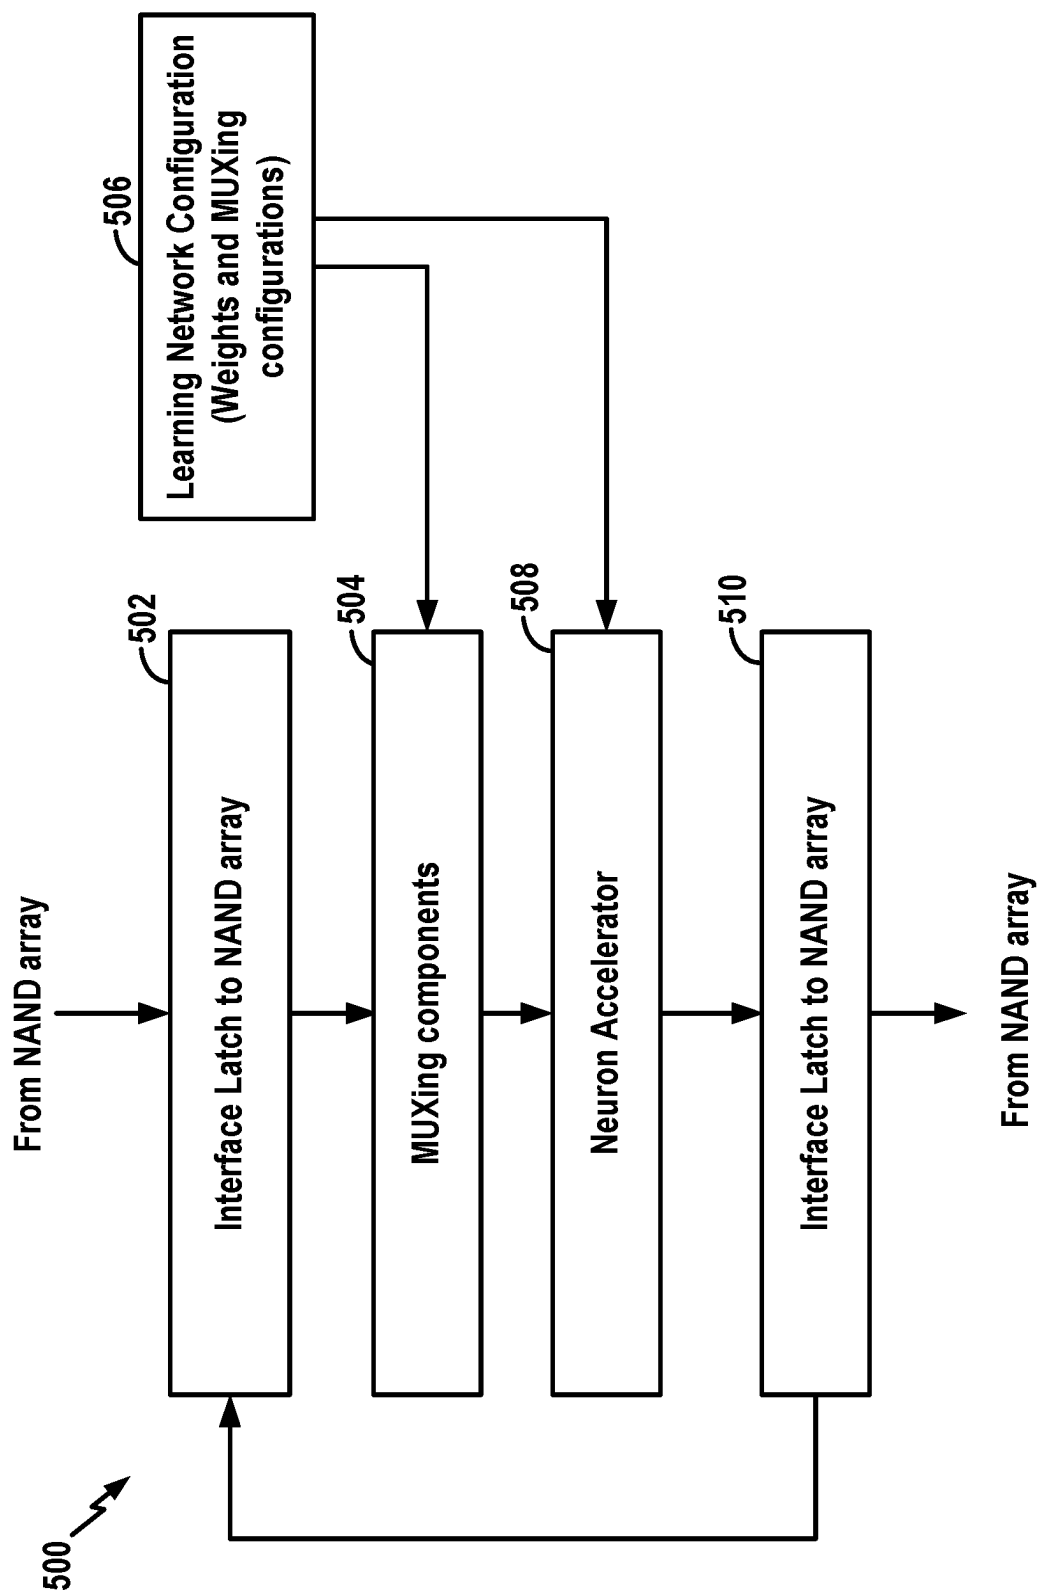 500
From NAND array
502
Interface Latch to NAND array
504
MUXing components
506
Learning Network Configuration
(Weights and MUXing
configurations)
508
Neuron Accelerator
510
Interface Latch to NAND array
From NAND array